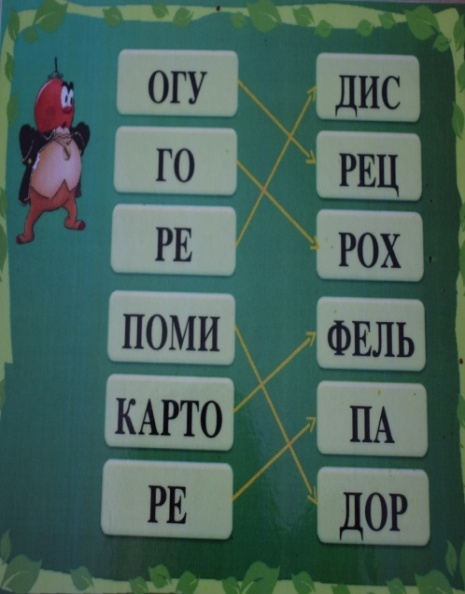 ОГУ ДИС
ГО РЕЦ
РЕ РОХ
ПОМИ ФЕЛЬ
КАРТО ПА
РЕ ДОР